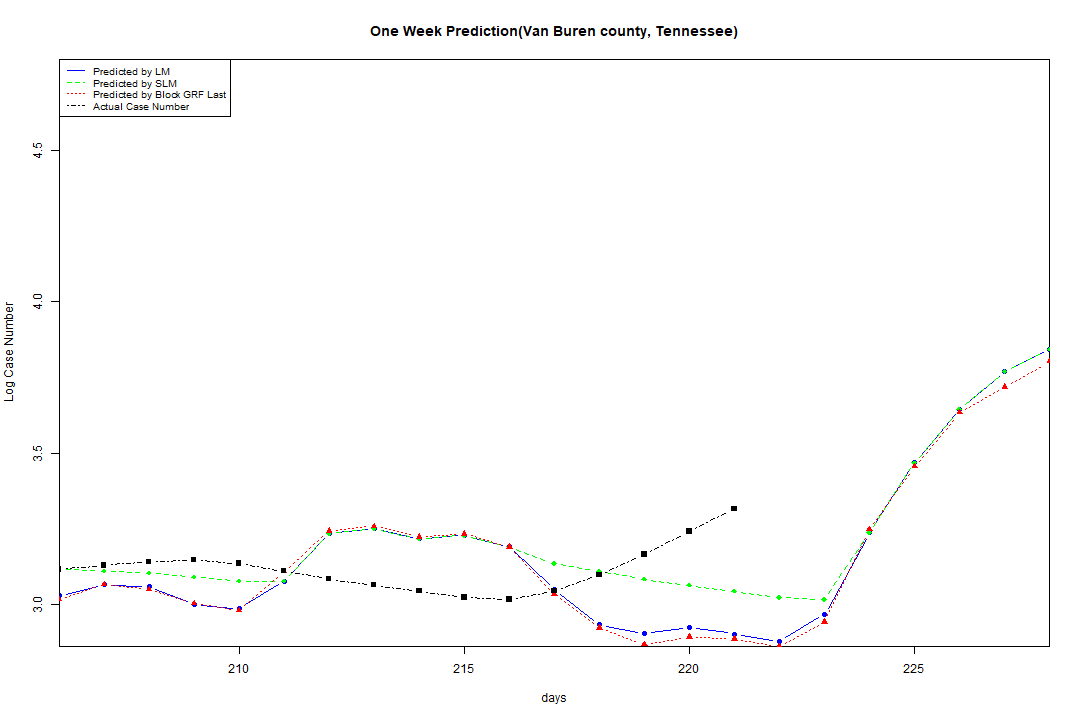 One Week Prediction(Van Buren county, Tennessee)
Predicted by LM
Predicted by SLM
Predicted by Block GRF Last
Actual Case Number
4.5
4.0
3.5
3.0
Log Case Number
210 215 220 225
days